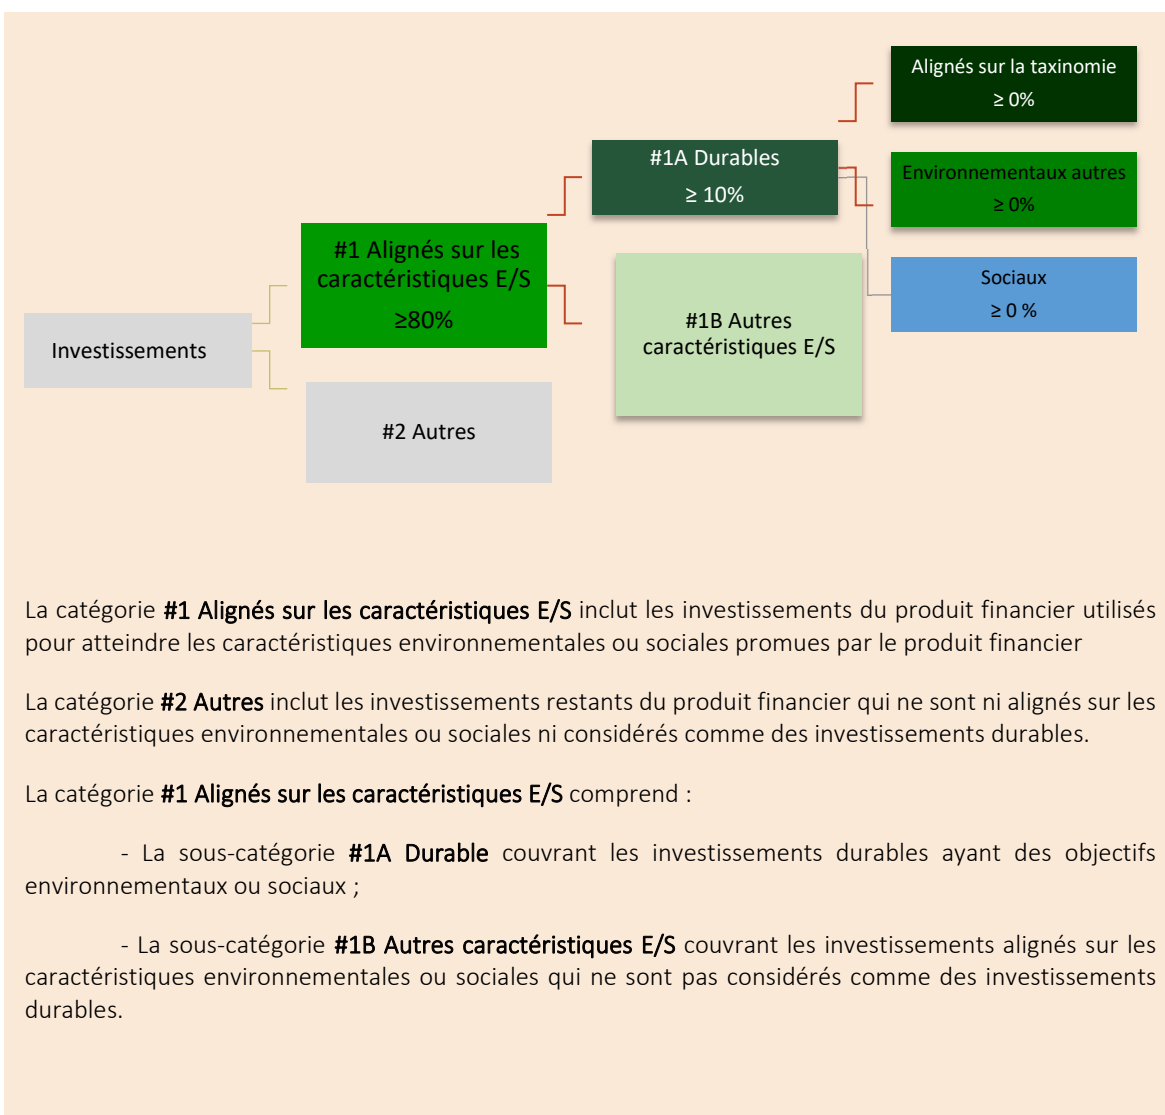 Alignés sur la taxinomie
≥ 0%
#1A Durables
≥ 10%
Environnementaux autres
≥ 0%
#1 Alignés sur les
caractéristiques E/S
≥80%
Sociaux
≥ 0 %
#1B Autres
caractéristiques E/S
Investissements
#2 Autres
La catégorie #1 Alignés sur les caractéristiques E/S inclut les investissements du produit financier utilisés
pour atteindre les caractéristiques environnementales ou sociales promues par le produit financier
La catégorie #2 Autres inclut les investissements restants du produit financier qui ne sont ni alignés sur les
caractéristiques environnementales ou sociales ni considérés comme des investissements durables.
La catégorie #1 Alignés sur les caractéristiques E/S comprend :
- La sous-catégorie #1A Durable couvrant les investissements durables ayant des objectifs
environnementaux ou sociaux ;
- La sous-catégorie #1B Autres caractéristiques E/S couvrant les investissements alignés sur les
caractéristiques environnementales ou sociales qui ne sont pas considérés comme des investissements
durables.